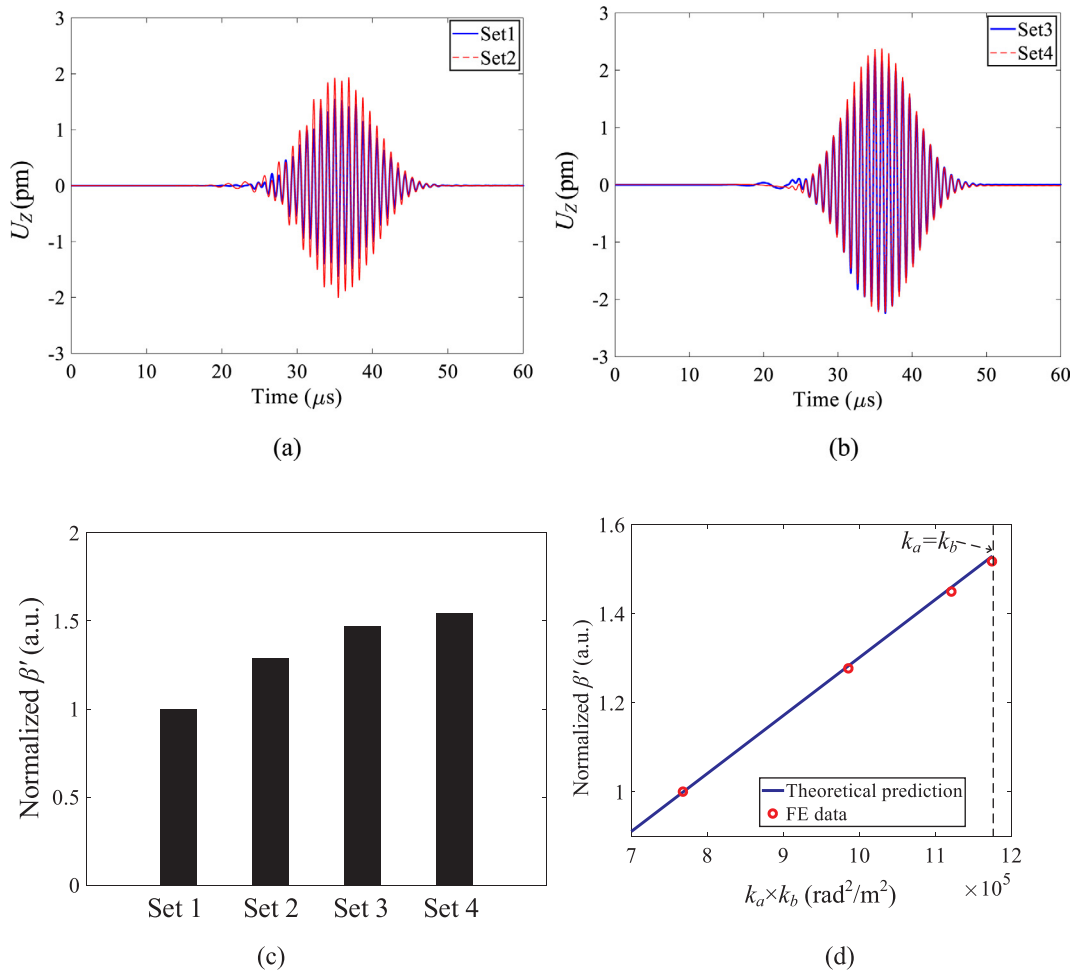 3
2
1
0
-1
-2
-3
U_Z(pm)
Set1
Set2
0
10
20
30
40
50
60
Time (μs)
(a)
3
2
1
0
-1
-2
-3
U_Z(pm)
Set3
Set4
0
10
20
30
40
50
60
Time (μs)
(b)
2
1.5
1
0.5
0
Normalized β′ (a.u.)
Set 1
Set 2
Set 3
Set 4
(c)
1.6
1.4
1.2
1
Normalized β′ (a.u.)
k_a=k_b
Theoretical prediction
FE data
7
8
9
10
11
12
k_a×k_b (rad²/m²)
×10⁵
(d)